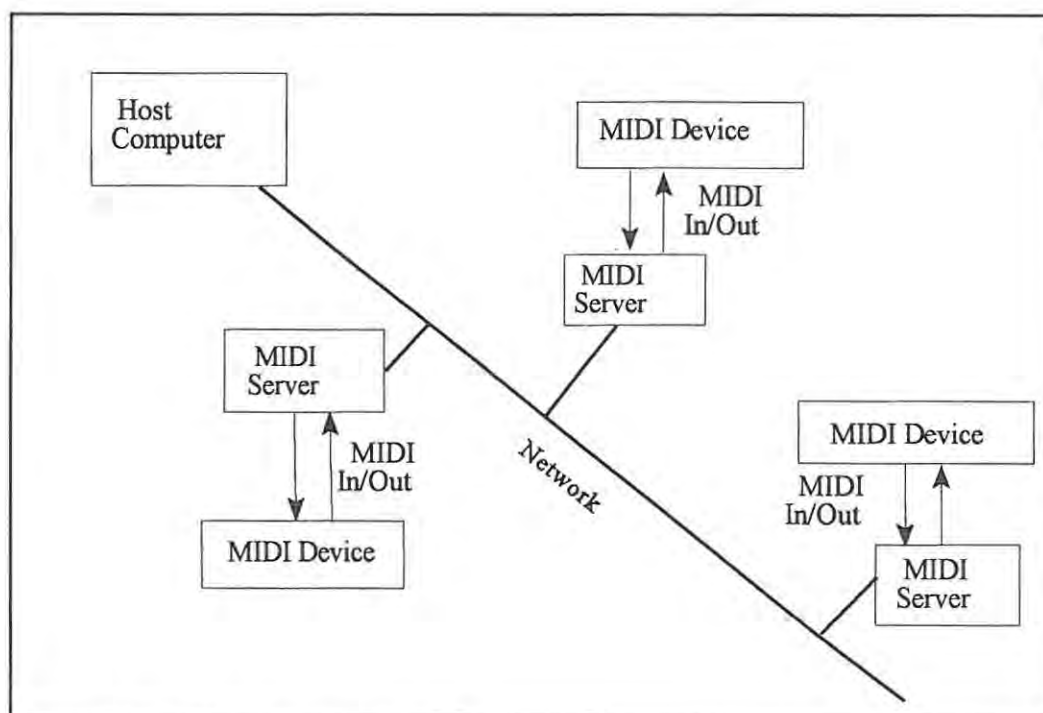 Host
Computer
MIDI Device
MIDI
In/Out
MIDI
Server
MIDI
Server
MIDI
In/Out
MIDI Device
Network
MIDI Device
MIDI
In/Out
MIDI
Server